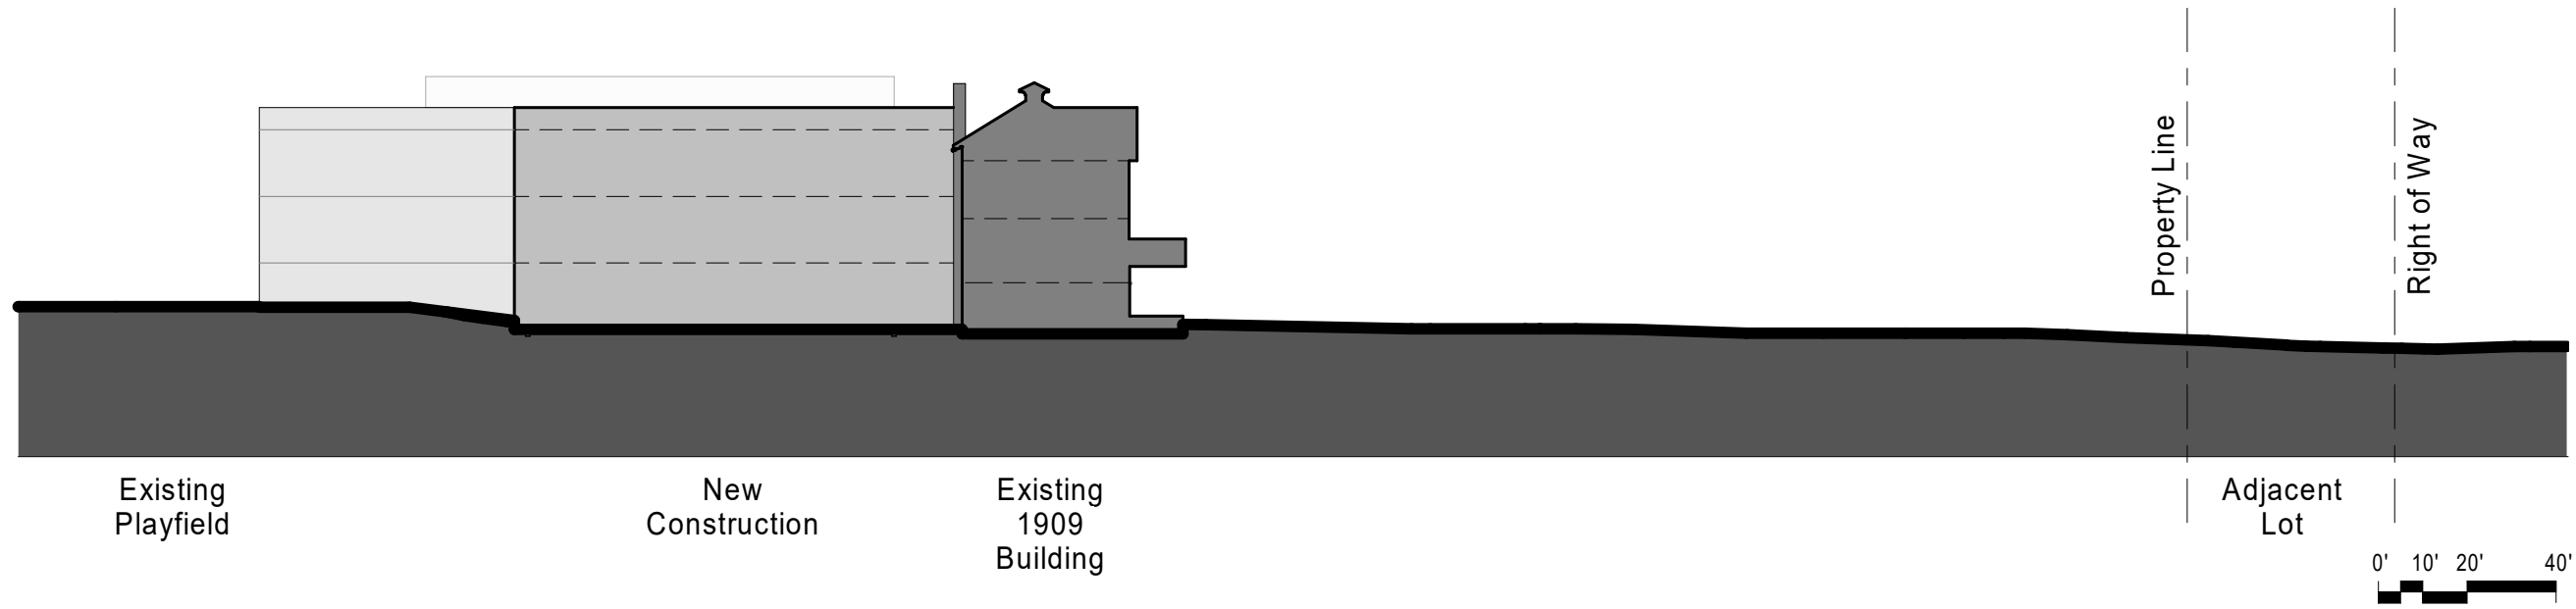 Property Line
Right of Way
Existing
Playfield
New
Construction
Existing
1909
Building
Adjacent
Lot
0' 10' 20' 40'